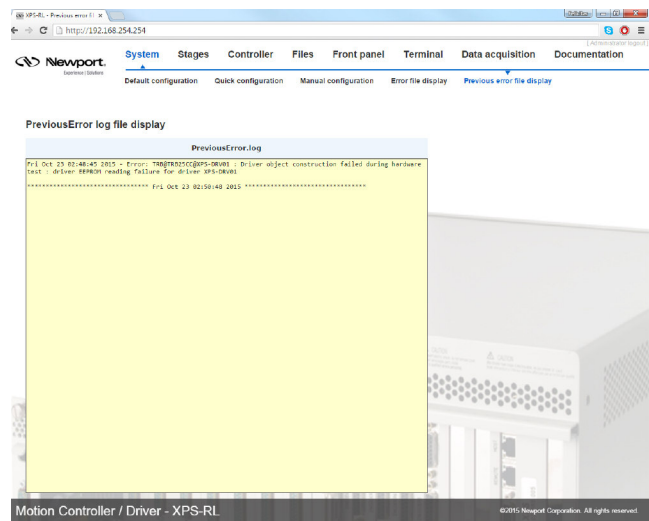 XPS-RL - Previous error fi
http://192.168.254.254
[ Administrator logout ]
Newport.
Experience | Solutions
System Stages Controller Files Front panel Terminal Data acquisition Documentation
Default configuration Quick configuration Manual configuration Error file display Previous error file display
PreviousError log file display
PreviousError.log
Fri Oct 23 02:48:45 2015 - Error: TRB@TRB25CC@XPS-DRV01 : Driver object construction failed during hardware
test : driver EEPROM reading failure for driver XPS-DRV01
********************************* Fri Oct 23 02:50:48 2015 *********************************
Motion Controller / Driver - XPS-RL
©2015 Newport Corporation. All rights reserved.